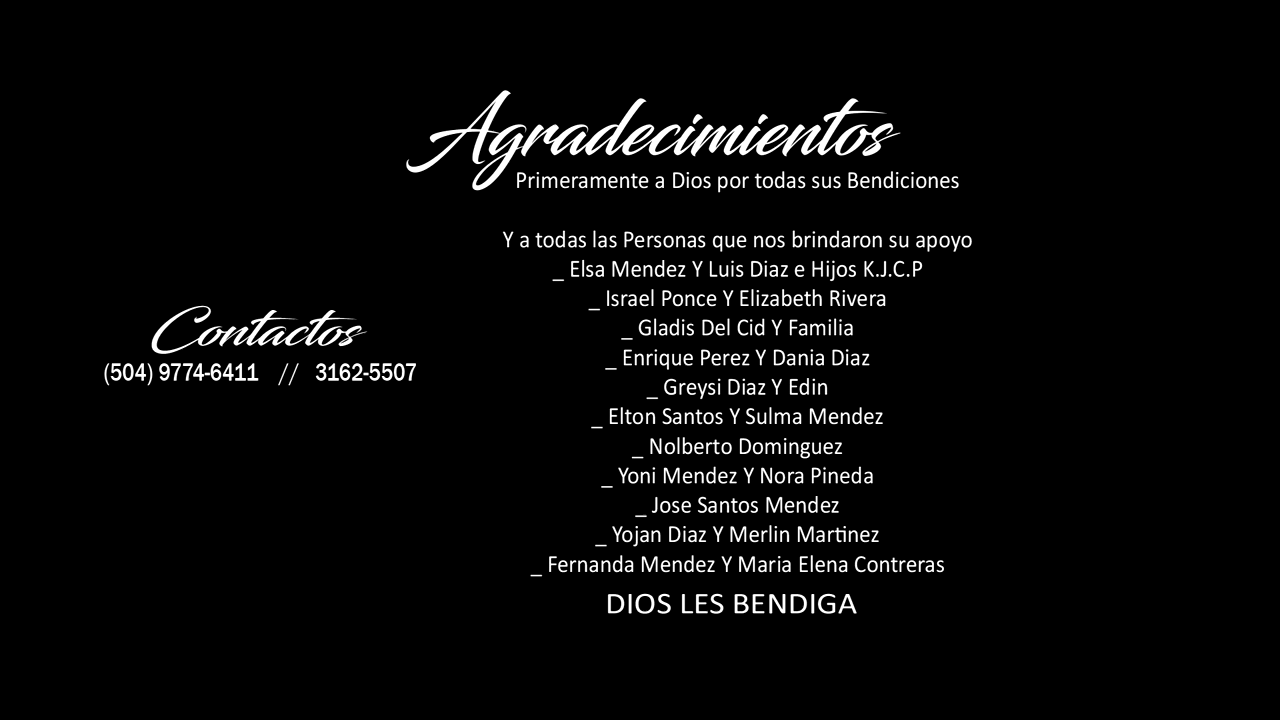 Agradecimientos
Primeramente a Dios por todas sus Bendiciones
Y a todas las Personas que nos brindaron su apoyo
_ Elsa Mendez Y Luis Diaz e Hijos K.J.C.P
_ Israel Ponce Y Elizabeth Rivera
_ Gladis Del Cid Y Familia
_ Enrique Perez Y Dania Diaz
_ Greysi Diaz Y Edin
_ Elton Santos Y Sulma Mendez
_ Nolberto Dominguez
_ Yoni Mendez Y Nora Pineda
_ Jose Santos Mendez
_ Yojan Diaz Y Merlin Martinez
_ Fernanda Mendez Y Maria Elena Contreras
DIOS LES BENDIGA
Contactos
(504) 9774-6411 // 3162-5507